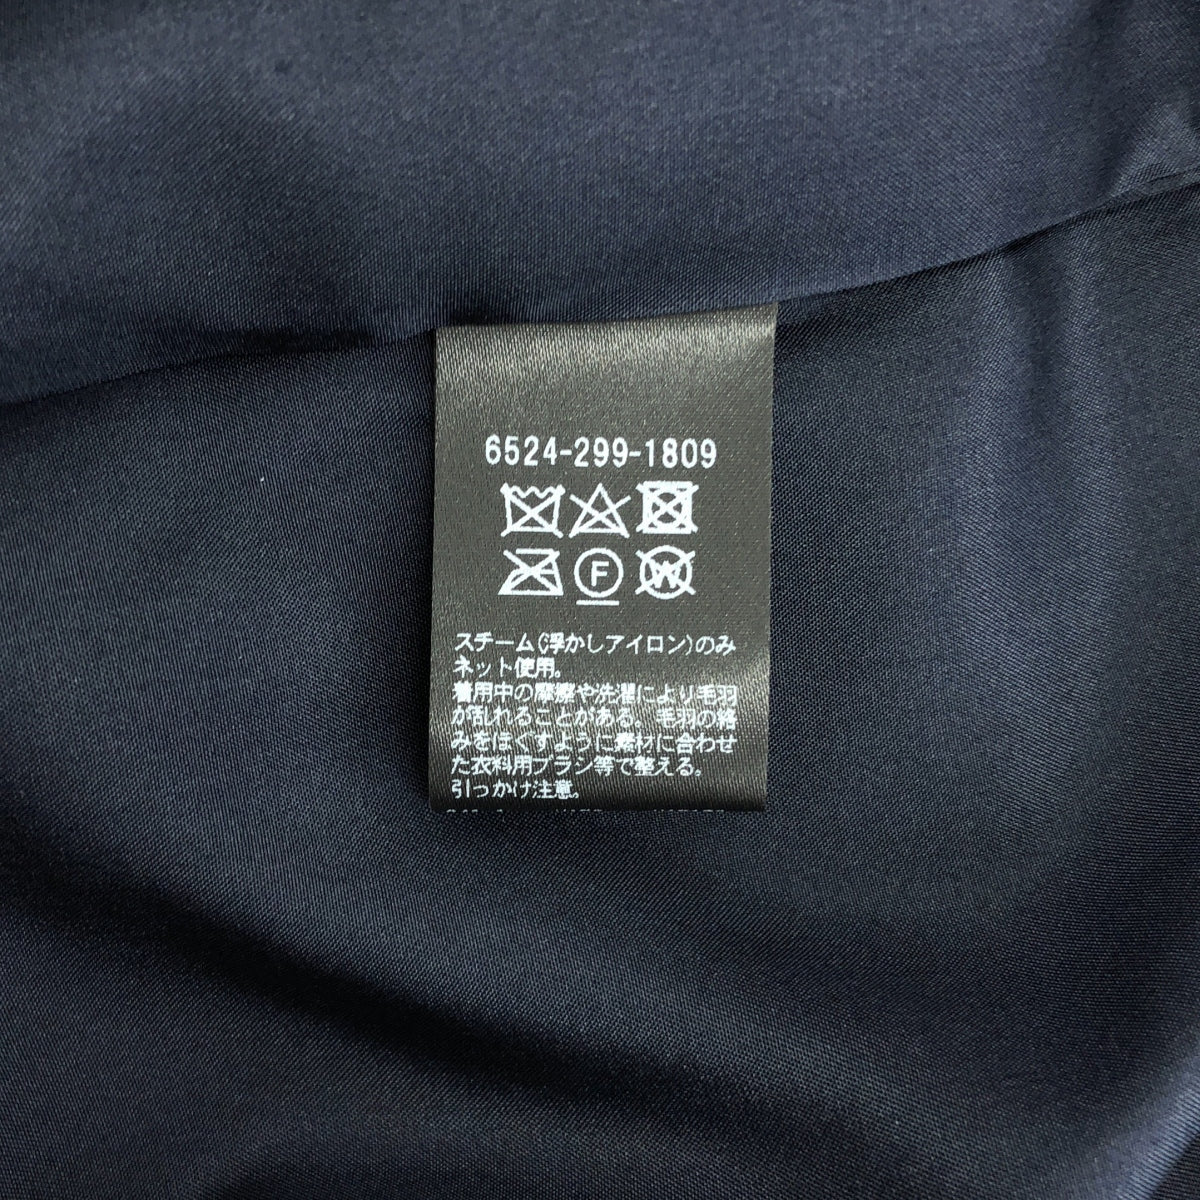 6524-299-1809
F
W
スチーム(浮かしアイロン)のみ
ネット使用。
着用中の摩擦や洗濯により毛羽
が乱れることがある。毛羽の絡
みをほぐすように素材に合わせ
た衣料用ブラシ等で整える。
引っかけ注意。